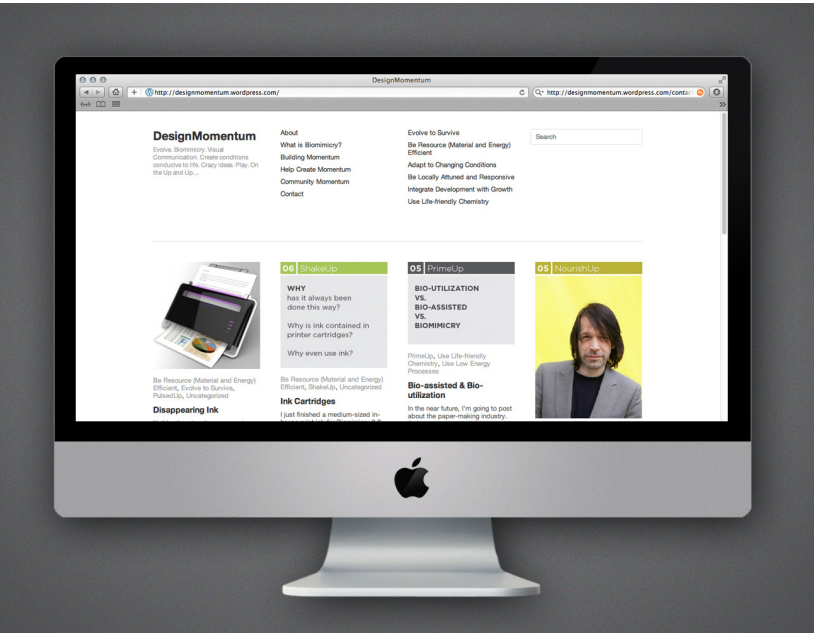 DesignMomentum
http://designmomentum.wordpress.com/
http://designmomentum.wordpress.com/conta
DesignMomentum
Evolve. Biomimicry. Visual
Communication. Create conditions
conducive to life. Crazy ideas. Play. On
the Up and Up...
About
What is Biomimicry?
Building Momentum
Help Create Momentum
Community Momentum
Contact
Evolve to Survive
Be Resource (Material and Energy)
Efficient
Adapt to Changing Conditions
Be Locally Attuned and Responsive
Integrate Development with Growth
Use Life-friendly Chemistry
Search
Be Resource (Material and Energy)
Efficient, Evolve to Survive,
PulsedUp, Uncategorized
Disappearing Ink
06 ShakeUp
WHY
has it always been
done this way?
Why is ink contained in
printer cartridges?
Why even use ink?
Be Resource (Material and Energy)
Efficient, ShakeUp, Uncategorized
Ink Cartridges
I just finished a medium-sized in-
05 PrimeUp
BIO-UTILIZATION
VS.
BIO-ASSISTED
VS.
BIOMIMICRY
PrimeUp, Use Life-friendly
Chemistry, Use Low Energy
Processes
Bio-assisted & Bio-
utilization
In the near future, I'm going to post
about the paper-making industry.
05 NourishUp